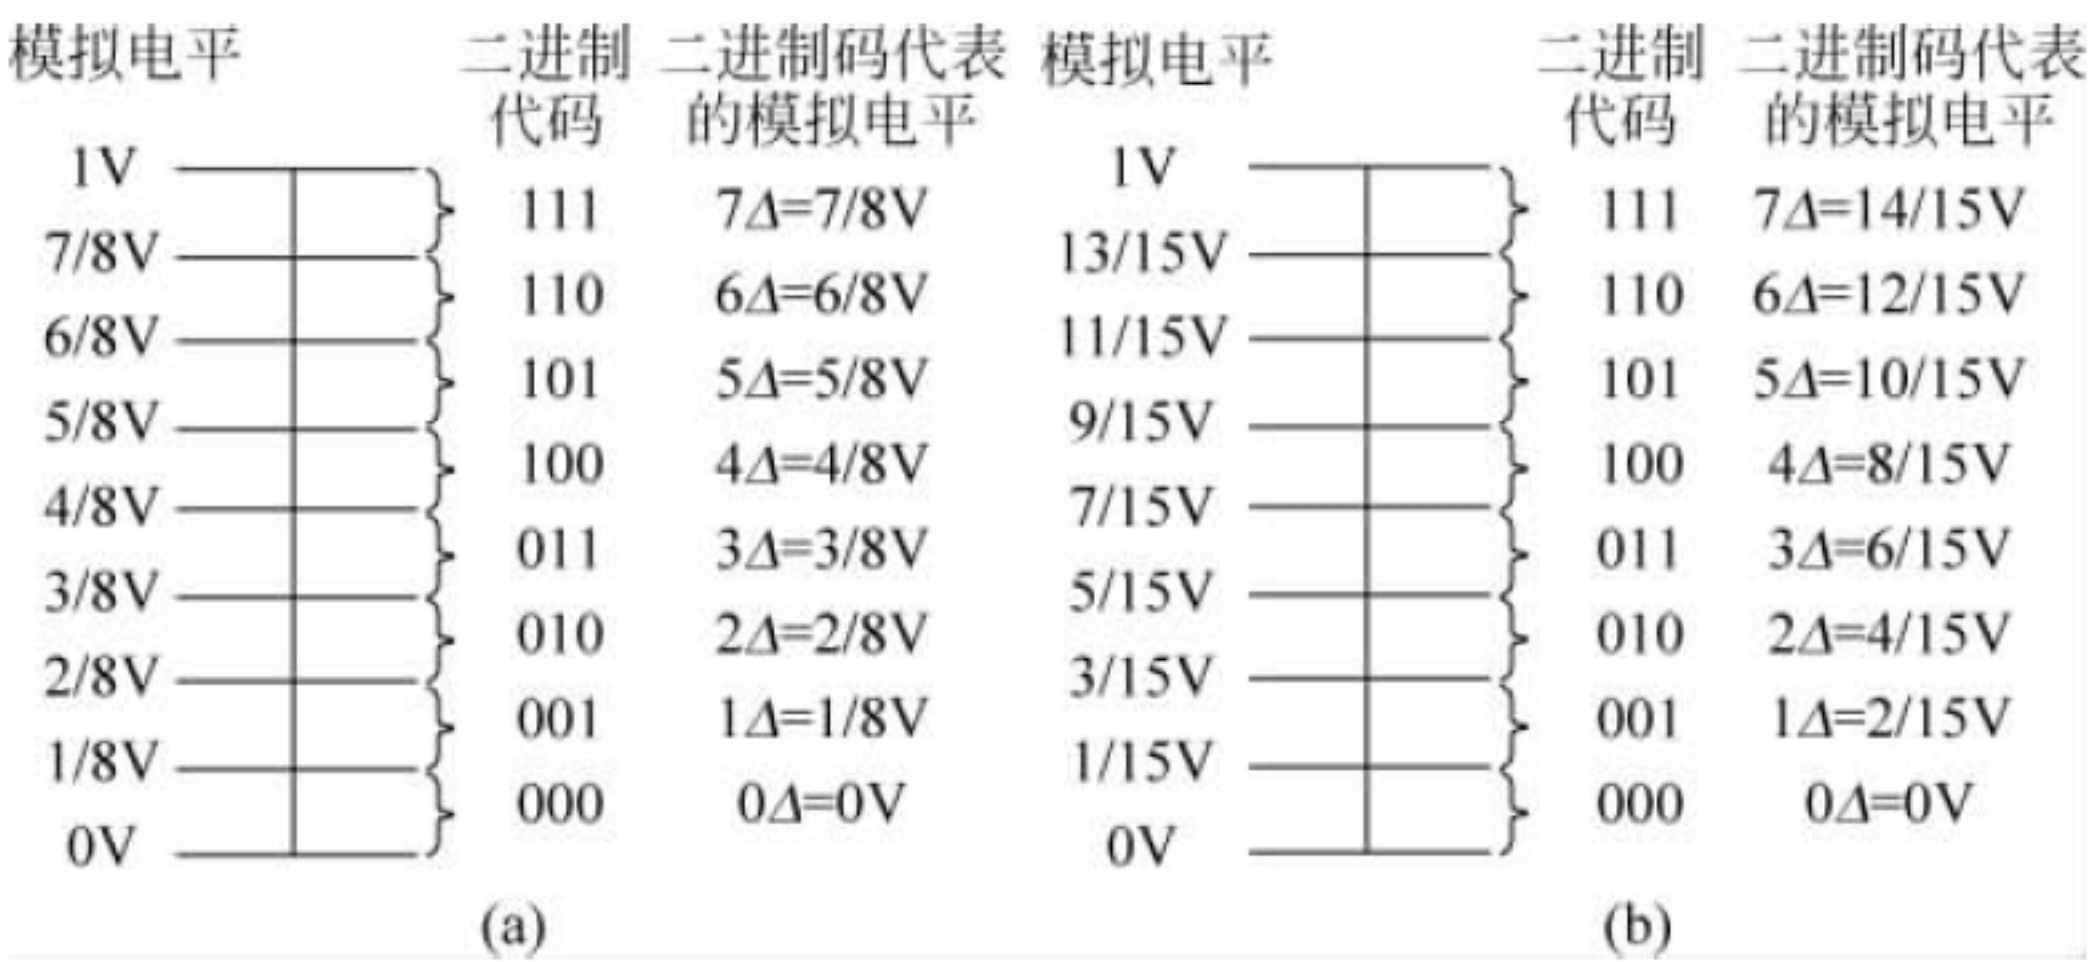 模拟电平 二进制代码 二进制码代表的模拟电平
1V
111 7Δ=7/8V
7/8V
110 6Δ=6/8V
6/8V
101 5Δ=5/8V
5/8V
100 4Δ=4/8V
4/8V
011 3Δ=3/8V
3/8V
010 2Δ=2/8V
2/8V
001 1Δ=1/8V
1/8V
000 0Δ=0V
0V
(a)
模拟电平 二进制代码 二进制码代表的模拟电平
1V
111 7Δ=14/15V
13/15V
110 6Δ=12/15V
11/15V
101 5Δ=10/15V
9/15V
100 4Δ=8/15V
7/15V
011 3Δ=6/15V
5/15V
010 2Δ=4/15V
3/15V
001 1Δ=2/15V
1/15V
000 0Δ=0V
0V
(b)